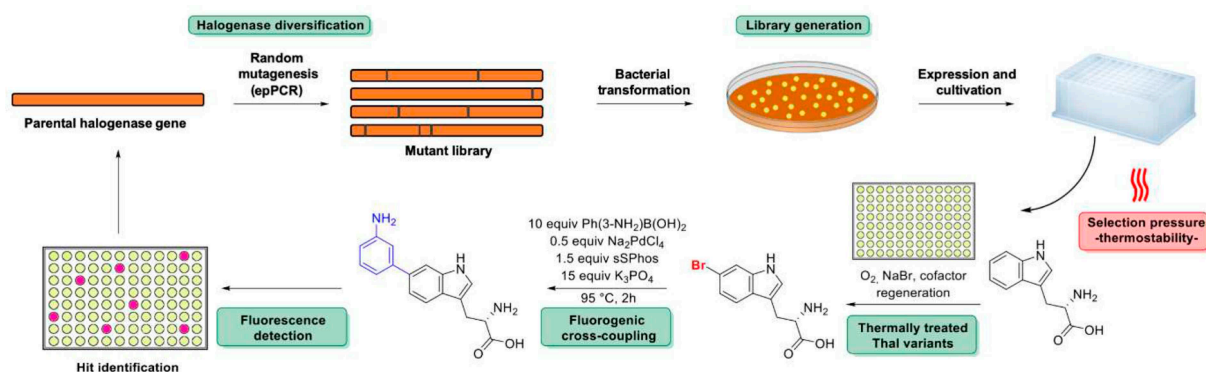 Halogenase diversification
Library generation
Parental halogenase gene
Random
mutagenesis
(epPCR)
Mutant library
Bacterial
transformation
Expression and
cultivation
Selection pressure
-thermostability-
NH
NH₂
OH
O
O₂, NaBr, cofactor
regeneration
Thermally treated
Thal variants
Br
NH
NH₂
OH
O
10 equiv Ph(3-NH₂)B(OH)2
0.5 equiv Na₂PdCl₄
1.5 equiv sSPhos
15 equiv K₃PO₄
95 °C, 2h
Fluorogenic
cross-coupling
NH₂
NH
NH₂
OH
O
Fluorescence
detection
Hit identification